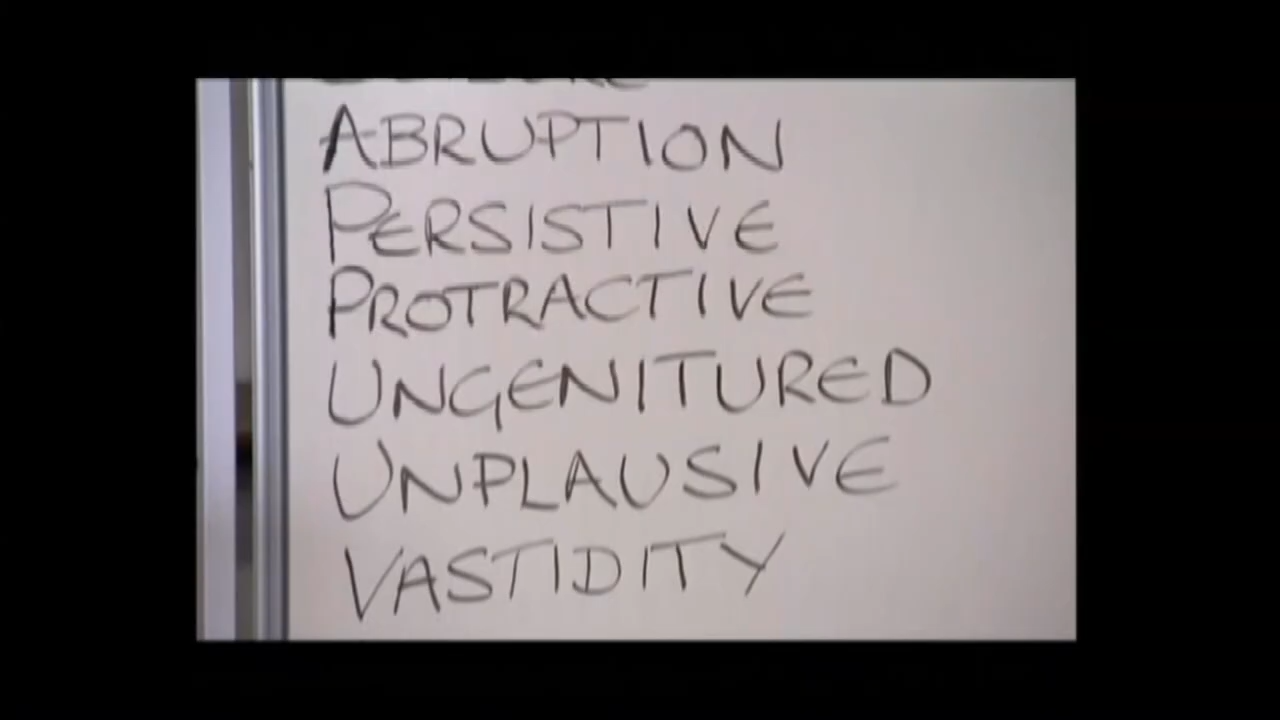 ABRUPTION
PERSISTIVE
PROTRACTIVE
UNGENITURED
UNPLAUSIVE
VASTIDITY